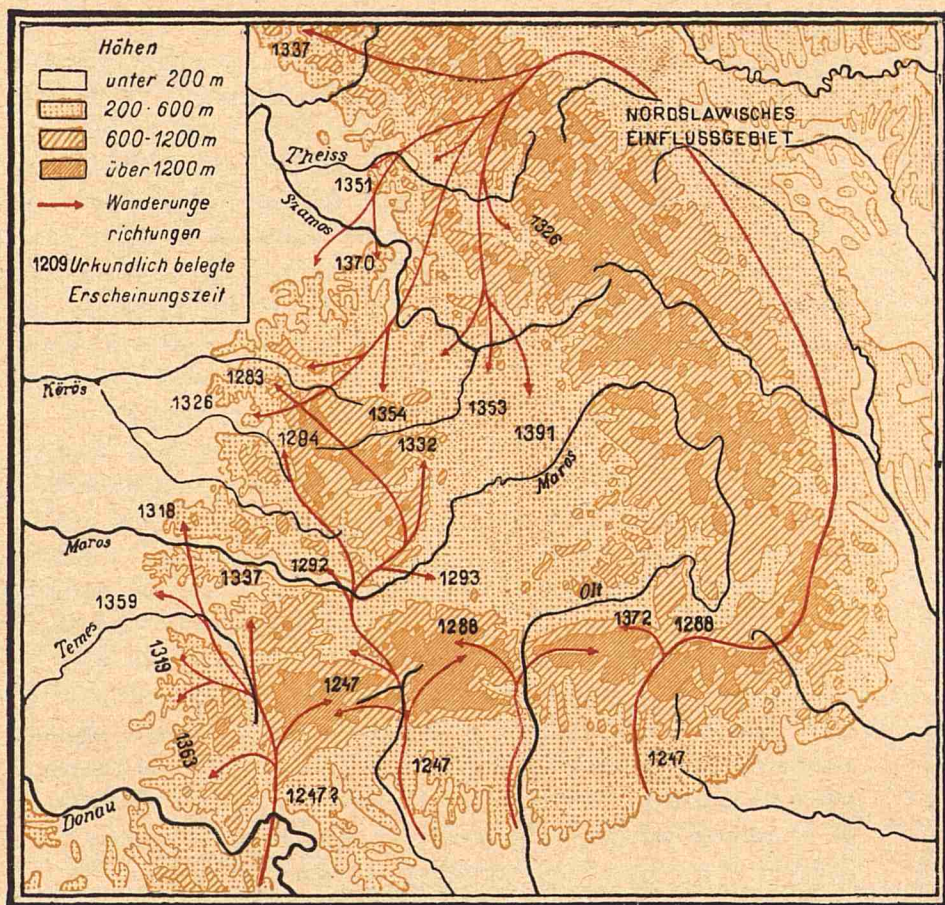 Höhen
unter 200 m
200-600 m
600-1200 m
über 1200 m
Wanderungs
richtungen
1209 Urkundlich belegte
Erscheinungszeit
1337
NORDSLAWISCHES
EINFLUSSGEBIET
Theiss
1351
Szamos
1326
1370
Körös
1283
1326
1354
1353
1284
1332
1391
Maros
1318
Maros
1292
1337
1293
1359
Olt
Temes
1288
1372
1288
1319
1247
1363
1247
1247
1247?
Donau